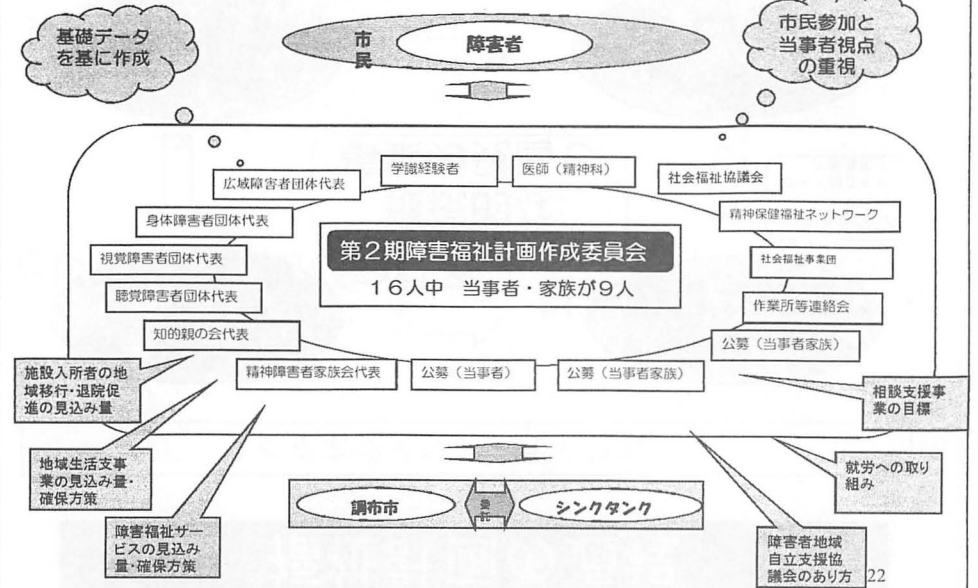 基礎データ
を基に作成
市
民
障害者
市民参加と
当事者視点
の重視
学識経験者
医師（精神科）
広域障害者団体代表
社会福祉協議会
身体障害者団体代表
精神保健福祉ネットワーク
第２期障害福祉計画作成委員会
１６人中　当事者・家族が９人
視覚障害者団体代表
社会福祉事業団
聴覚障害者団体代表
作業所等連絡会
知的親の会代表
公募（当事者家族）
精神障害者家族会代表
公募（当事者）
公募（当事者家族）
施設入所者の地
域移行・退院促
進の見込み量
相談支援事
業の目標
地域生活支事
業の見込み量・
確保方策
就労への取り
組み
調布市
委
託
シンクタンク
障害福祉サー
ビスの見込み
量・確保方策
障害者地域
自立支援協
議会のあり方
22